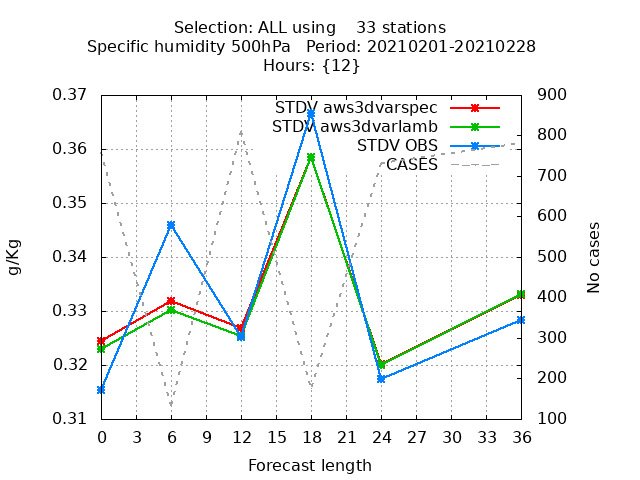 Selection: ALL using    33 stations
Specific humidity 500hPa   Period: 20210201-20210228
Hours: {12}
STDV aws3dvarspec
STDV aws3dvarlamb
STDV OBS
CASES
0.37
0.36
0.35
0.34
0.33
0.32
0.31
g/Kg
900
800
700
600
500
400
300
200
100
No cases
0 3 6 9 12 15 18 21 24 27 30 33 36
Forecast length